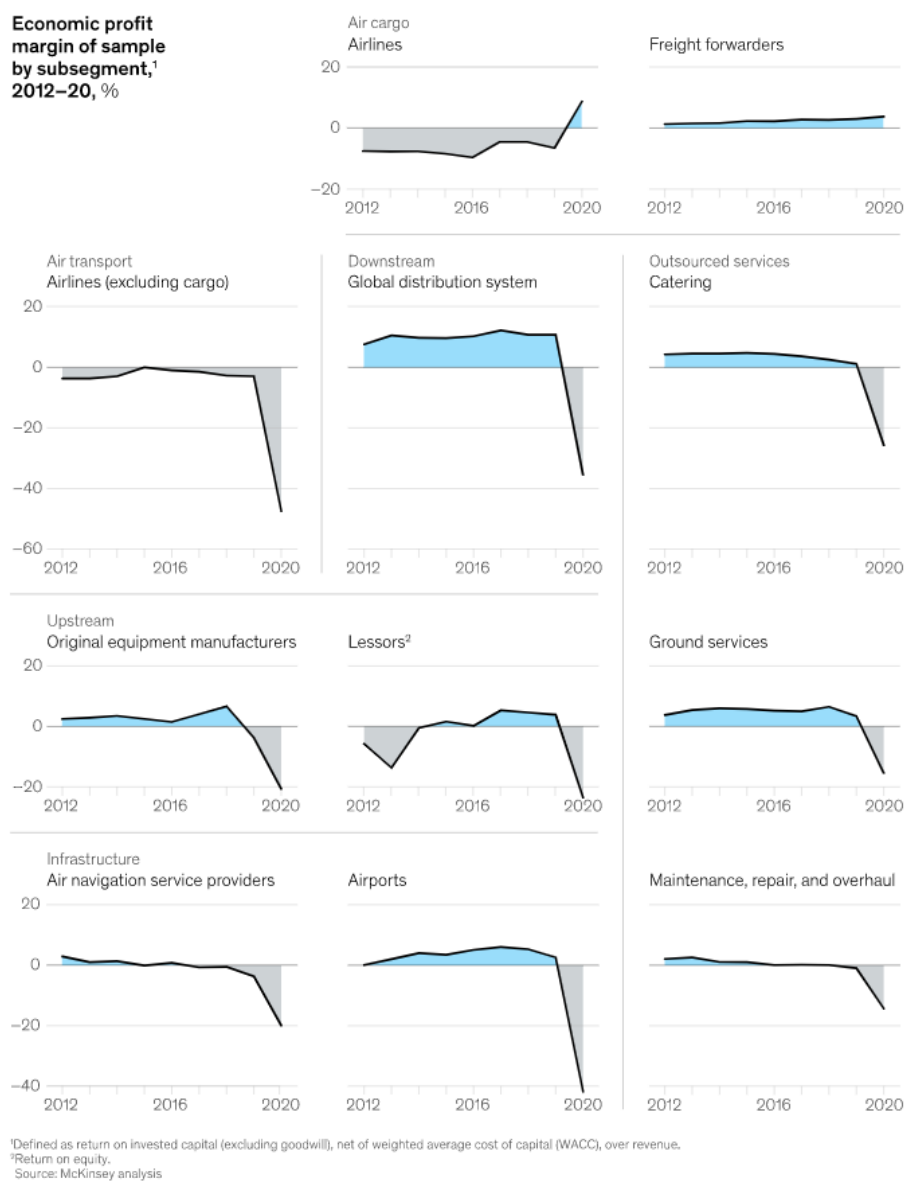 Economic profit
margin of sample
by subsegment,¹
2012–20, %
Air cargo
Airlines
20
0
–20
2012 2016 2020
Freight forwarders
2012 2016 2020
Air transport
Airlines (excluding cargo)
20
0
–20
–40
–60
2012 2016 2020
Downstream
Global distribution system
2012 2016 2020
Outsourced services
Catering
2012 2016 2020
Upstream
Original equipment manufacturers
20
0
–20
2012 2016 2020
Lessors²
2012 2016 2020
Ground services
2012 2016 2020
Infrastructure
Air navigation service providers
20
0
–20
–40
2012 2016 2020
Airports
2012 2016 2020
Maintenance, repair, and overhaul
2012 2016 2020
¹Defined as return on invested capital (excluding goodwill), net of weighted average cost of capital (WACC), over revenue.
²Return on equity.
Source: McKinsey analysis